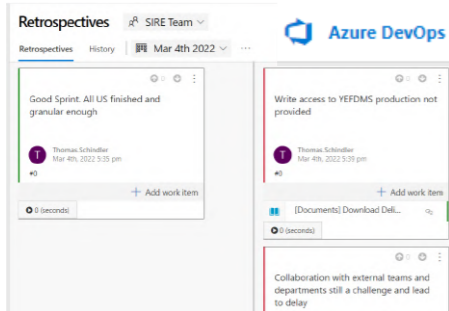 Retrospectives SIRE Team
Azure DevOps
Retrospectives History Mar 4th 2022 ...
0
Good Sprint. All US finished and
granular enough
T
Thomas Schindler
Mar 4th, 2022 5:35 pm
#0
+ Add work item
0 (seconds)
0
Write access to YEFDMS production not
provided
T
Thomas Schindler
Mar 4th, 2022 5:39 pm
#0
+ Add work item
[Documents] Download Deli...
0 (seconds)
0
Collaboration with external teams and
departments still a challenge and lead
to delay